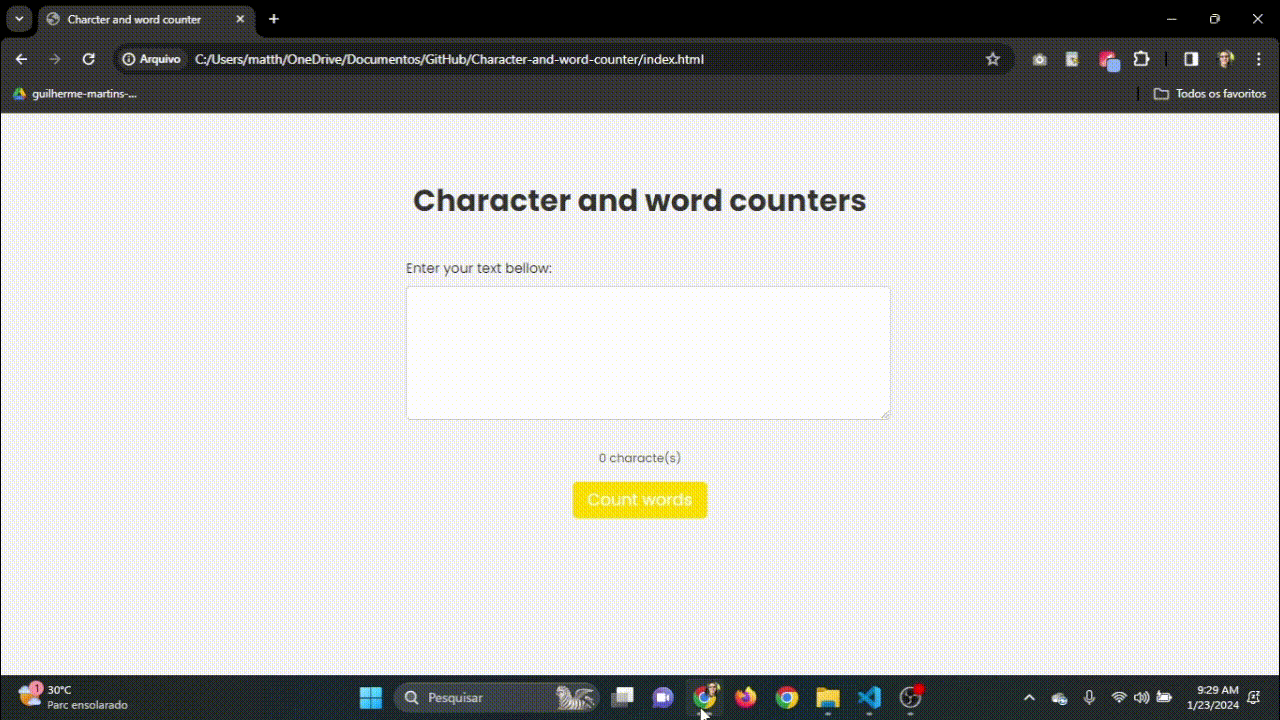 Charcter and word counter
Arquivo
C:/Users/matth/OneDrive/Documentos/GitHub/Character-and-word-counter/index.html
guilherme-martins-...
Todos os favoritos
Character and word counters
Enter your text bellow:
0 characte(s)
Count words
1
30°C
Parc ensolarado
Pesquisar
9:29 AM
1/23/2024